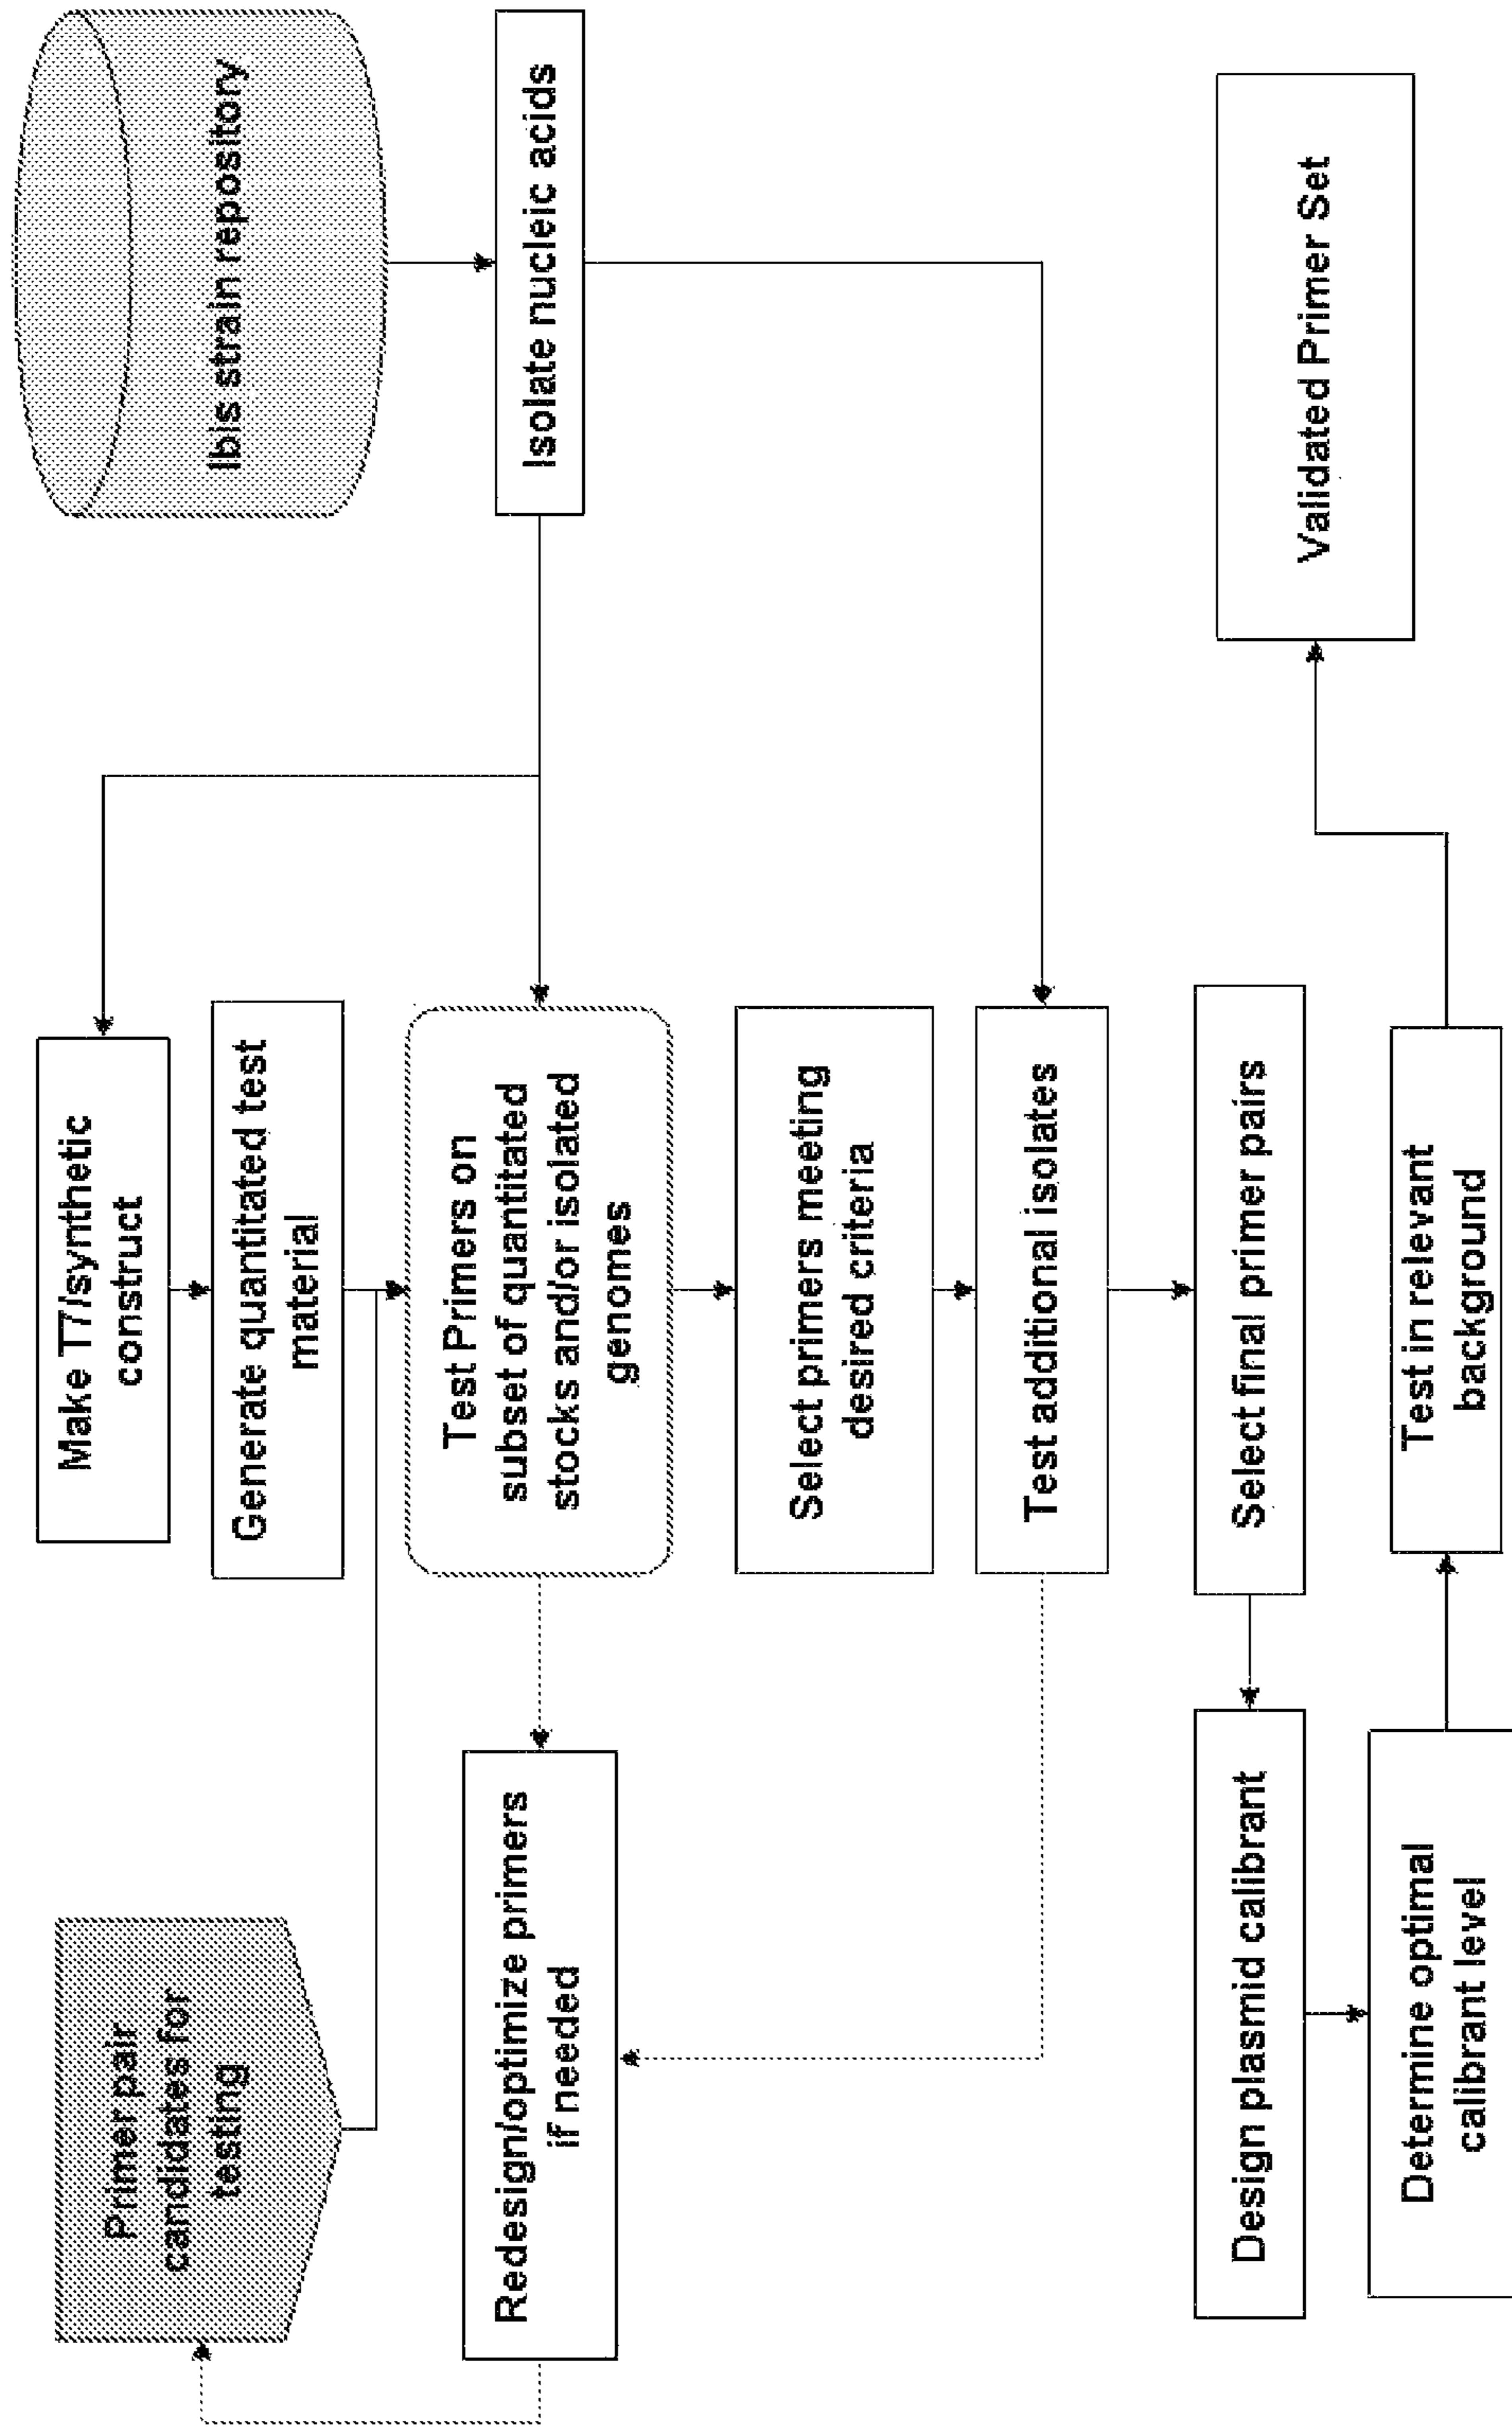 Primer pair
candidates for
testing
Make T7/synthetic
construct
Ibis strain repository
Generate quantitated test
material
Redesign/optimize primers
if needed
Test Primers on
subset of quantitated
stocks and/or isolated
genomes
Isolate nucleic acids
Select primers meeting
desired criteria
Test additional isolates
Design plasmid calibrant
Select final primer pairs
Validated Primer Set
Determine optimal
calibrant level
Test in relevant
background